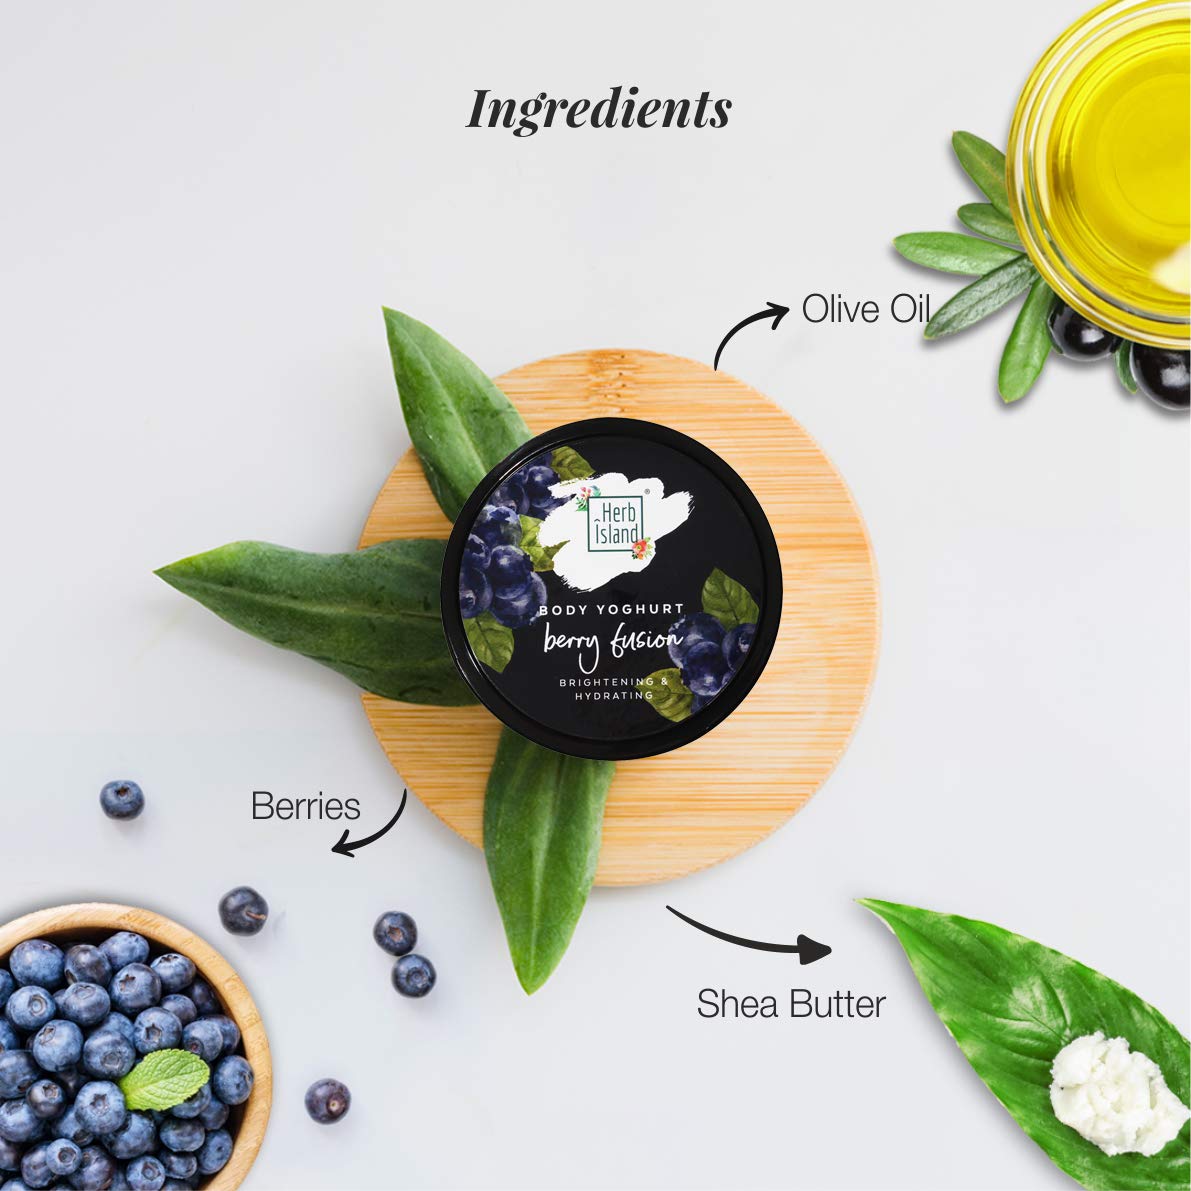 Ingredients
Olive Oil
Herb
Island
®
BODY YOGHURT
berry fusion
BRIGHTENING &
HYDRATING
Berries
Shea Butter